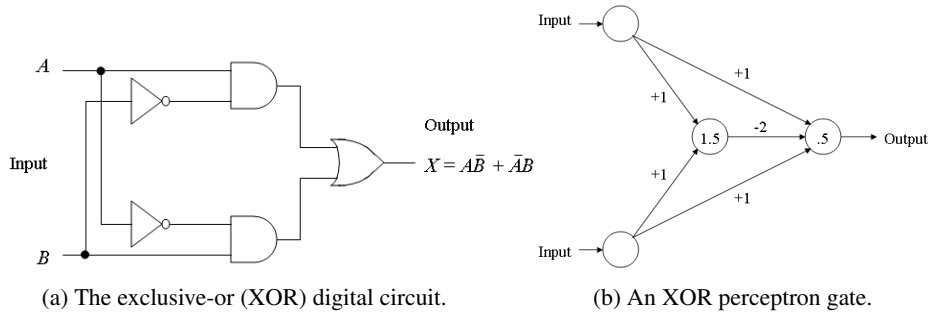 A
Input
B
Output
X = AB̄ + ĀB
(a) The exclusive-or (XOR) digital circuit.
Input
+1
+1
1.5
-2
.5
Output
+1
+1
Input
(b) An XOR perceptron gate.